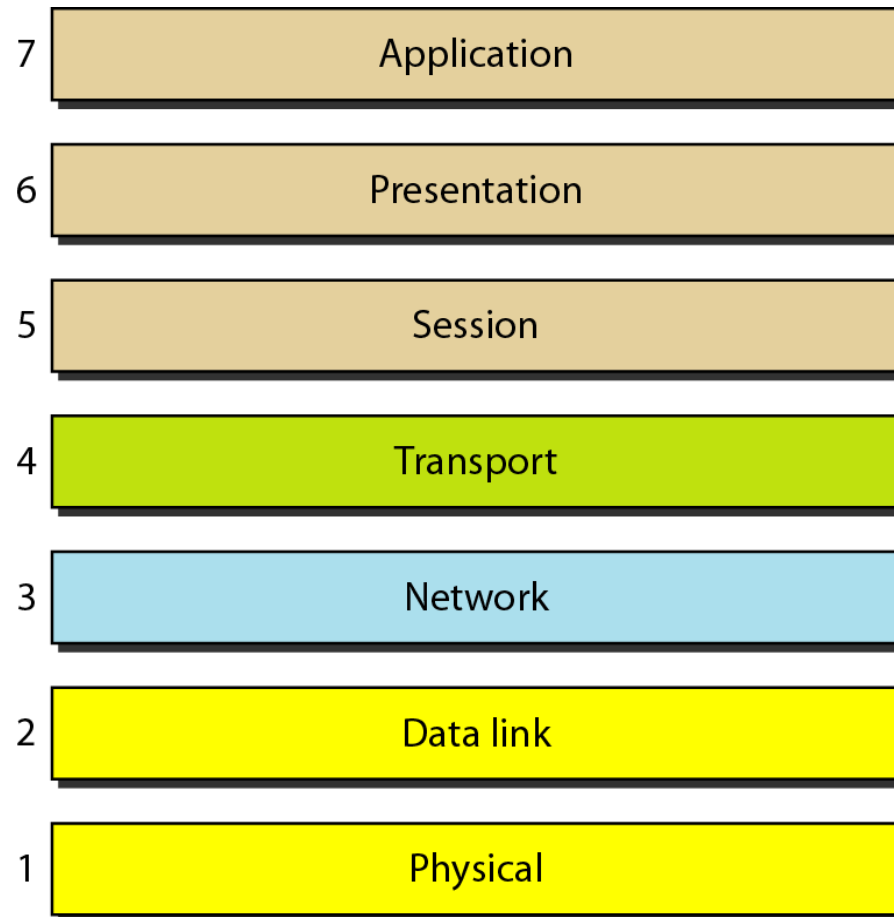 7 Application
6 Presentation
5 Session
4 Transport
3 Network
2 Data link
1 Physical